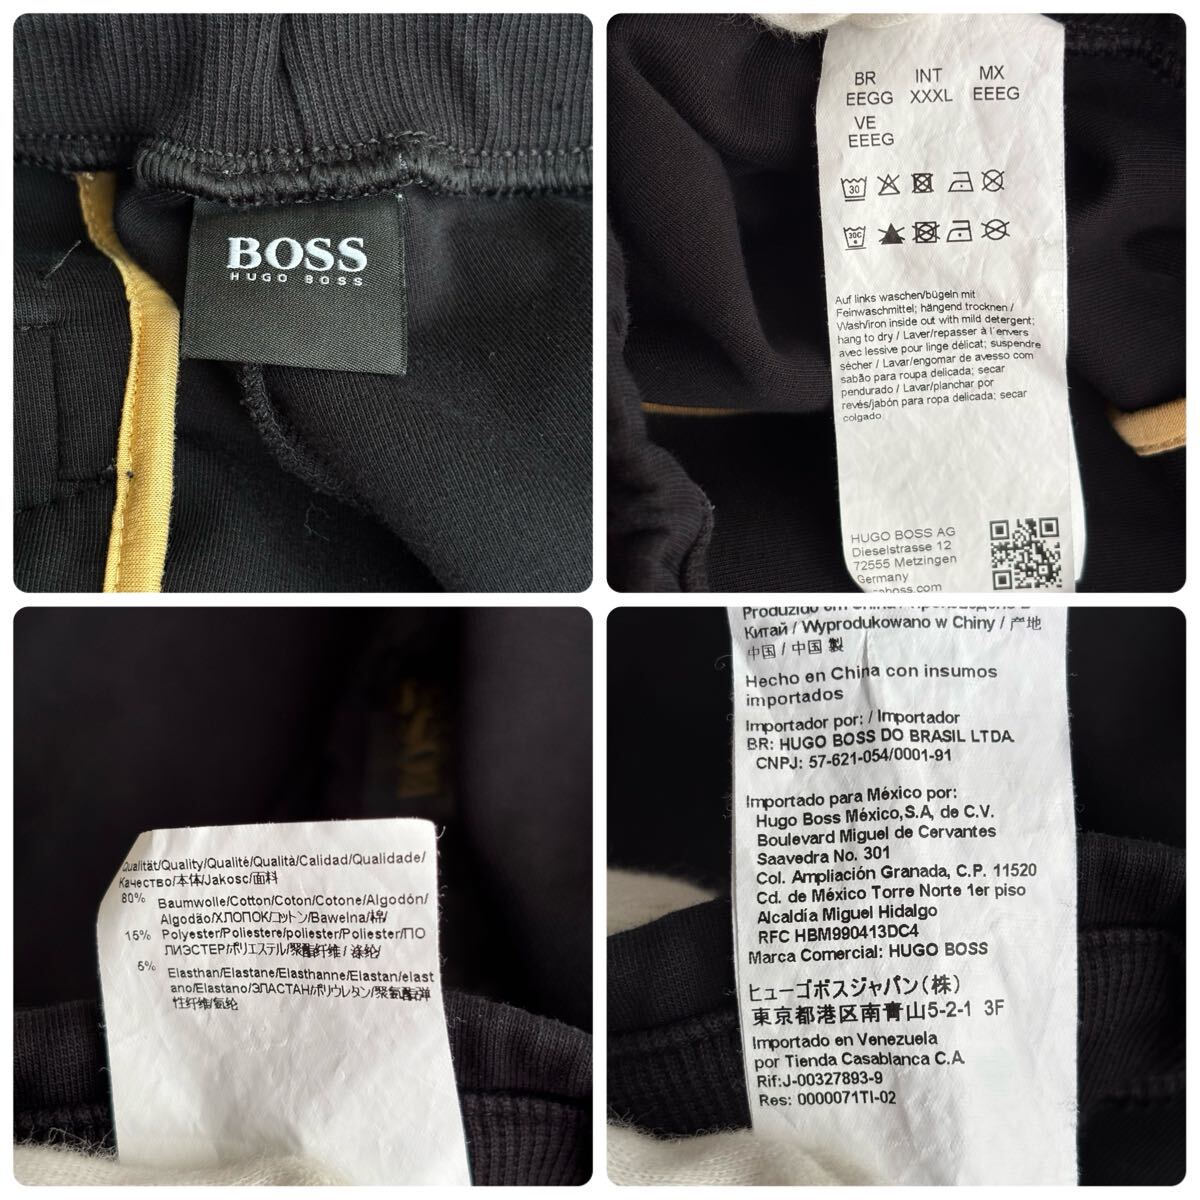 BOSS
HUGO BOSS
BR INT MX
EEGG XXXL EEEG
VE
EEEG
30
30C
Auf links waschen/bügeln mit
Feinwaschmittel; hängend trocknen /
Wash/iron inside out with mild detergent;
hang to dry / Laver/repasser à l'envers
avec lessive pour linge délicat; suspendre
sécher / Lavar/engomar de avesso com
sabão para roupa delicada; secar
pendurado / Lavar/planchar por
revés/jabón para ropa delicada; secar
colgado
HUGO BOSS AG
Dieselstrasse 12
72555 Metzingen
Germany
Qualität/Quality/Qualité/Qualità/Calidad/Qualidade/
Качество/本体/Jakosc/面料
80% Baumwolle/Cotton/Coton/Cotone/Algodón/
Algodão/ХЛОПОК/コットン/Bawelna/棉/
15% Polyester/Polyestere/poliester/Poliester/ПО
ЛИЭСТЕР/ポリエステル/聚酯纤维/ 涤纶/
5% Elasthan/Elastane/Elasthanne/Elastan/elast
ano/Elastano/ЭЛАСТАН/ポリウレタン/聚氨酯弹
性纤维/氨纶
Китай / Wyprodukowano w Chiny / 产地
中国 / 中国 製
Hecho en China con insumos
importados
Importador por: / Importador
BR: HUGO BOSS DO BRASIL LTDA.
CNPJ: 57-621-054/0001-91
Importado para México por:
Hugo Boss México,S.A, de C.V.
Boulevard Miguel de Cervantes
Saavedra No. 301
Col. Ampliación Granada, C.P. 11520
Cd. de México Torre Norte 1er piso
Alcaldía Miguel Hidalgo
RFC HBM990413DC4
Marca Comercial: HUGO BOSS
ヒューゴボスジャパン(株)
東京都港区南青山5-2-1 3F
Importado en Venezuela
por Tienda Casablanca C.A.
Rif:J-00327893-9
Res: 0000071TI-02